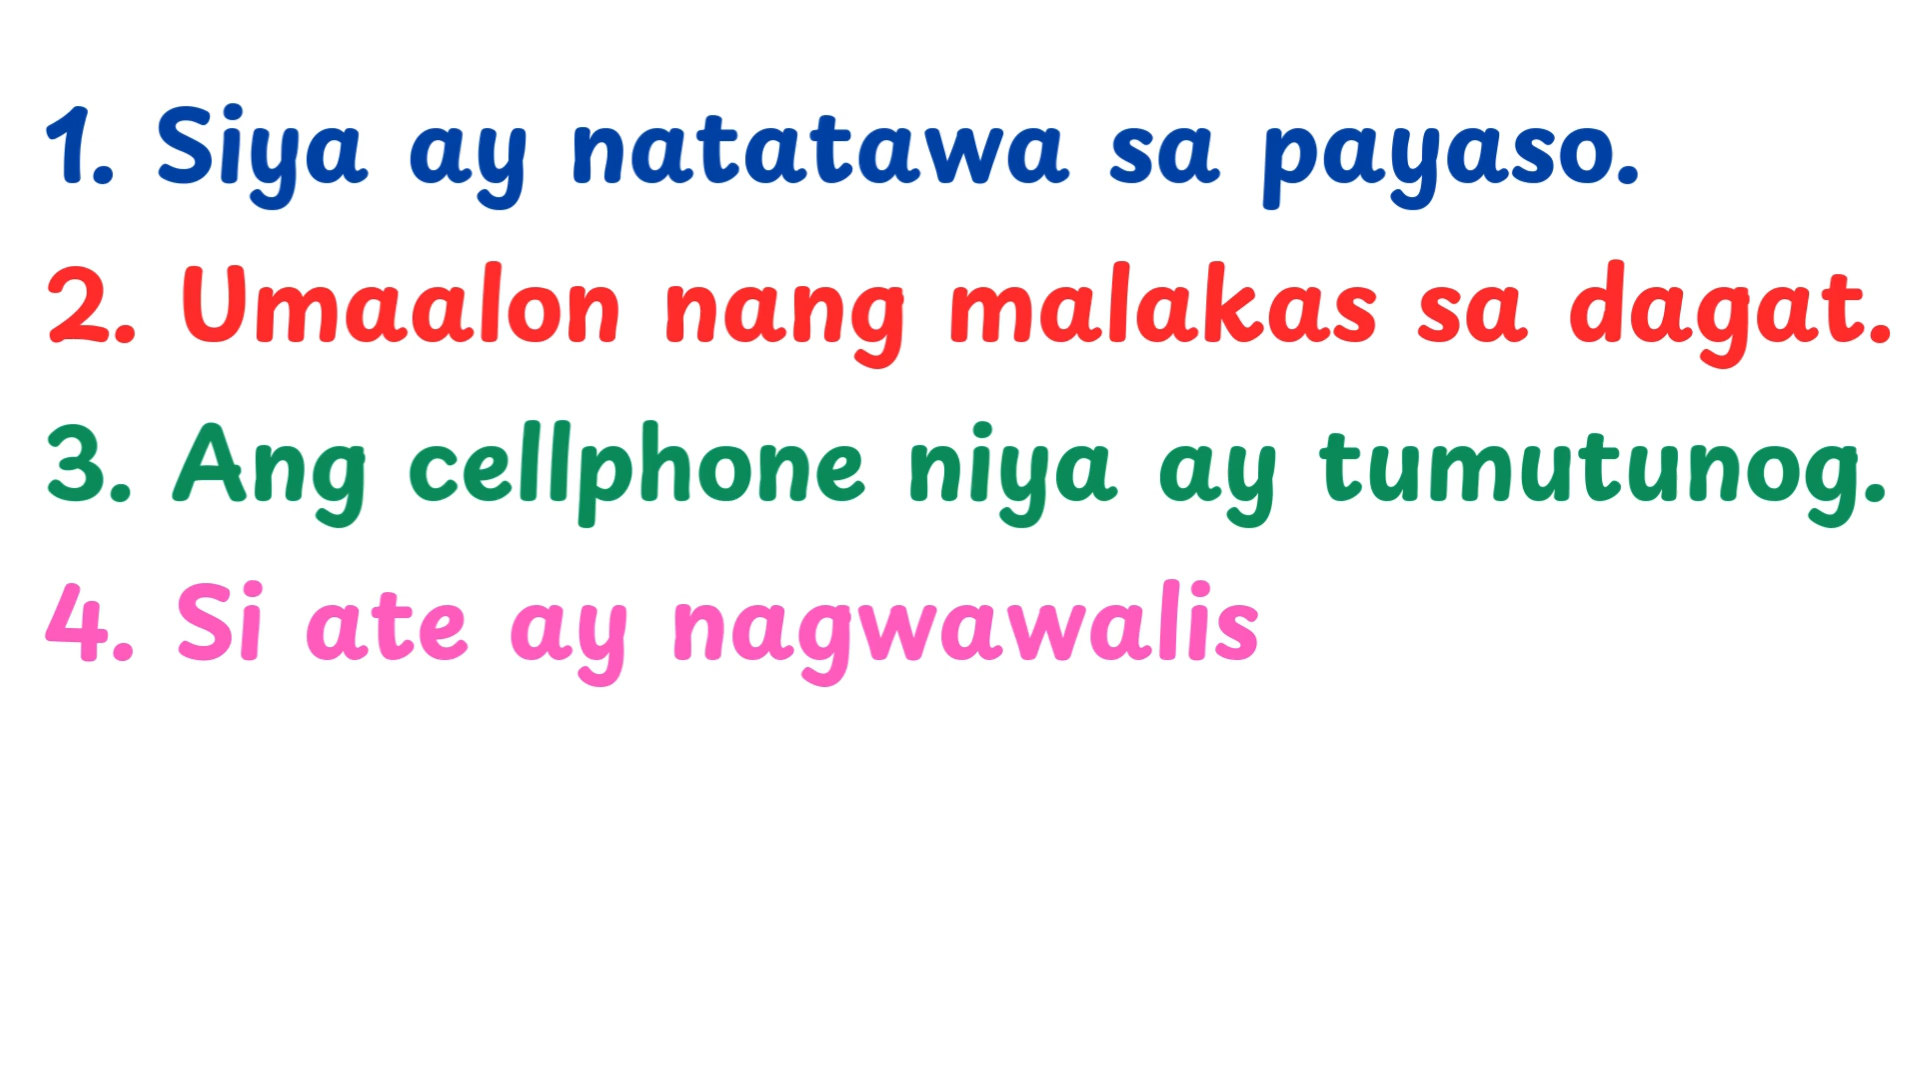 1. Siya ay natatawa sa payaso.
2. Umaalon nang malakas sa dagat.
3. Ang cellphone niya ay tumutunog.
4. Si ate ay nagwawalis